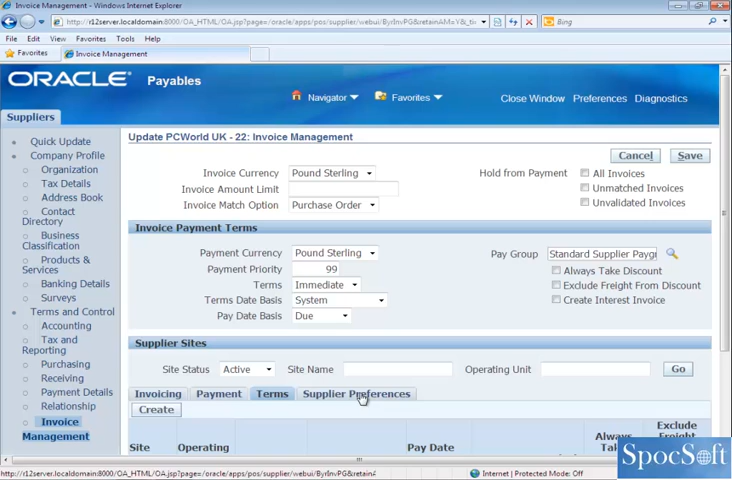 Invoice Management - Windows Internet Explorer
http://r12server.localdomain:8000/OA_HTML/OA.jsp?page=/oracle/apps/pos/supplier/webui/ByrInvPG&retainAM=Y&_ti
Bing
File Edit View Favorites Tools Help
Favorites Invoice Management
ORACLE® Payables
Navigator Favorites Close Window Preferences Diagnostics
Suppliers
Quick Update
Company Profile
Organization
Tax Details
Address Book
Contact
Directory
Business
Classification
Products &
Services
Banking Details
Surveys
Terms and Control
Accounting
Tax and
Reporting
Purchasing
Receiving
Payment Details
Relationship
Invoice
Management
Update PCWorld UK - 22: Invoice Management
Cancel Save
Invoice Currency Pound Sterling Hold from Payment All Invoices
Invoice Amount Limit Unmatched Invoices
Invoice Match Option Purchase Order Unvalidated Invoices
Invoice Payment Terms
Payment Currency Pound Sterling Pay Group Standard Supplier Paygr
Payment Priority 99 Always Take Discount
Terms Immediate Exclude Freight From Discount
Terms Date Basis System Create Interest Invoice
Pay Date Basis Due
Supplier Sites
Site Status Active Site Name Operating Unit Go
Invoicing Payment Terms Supplier Preferences
Create
Site Operating Pay Date Always Exclude
Freight
SpocSoft
http://r12server.localdomain:8000/OA_HTML/OA.jsp?page=/oracle/apps/pos/supplier/webui/ByrInvPG&retainA
Internet | Protected Mode: Off